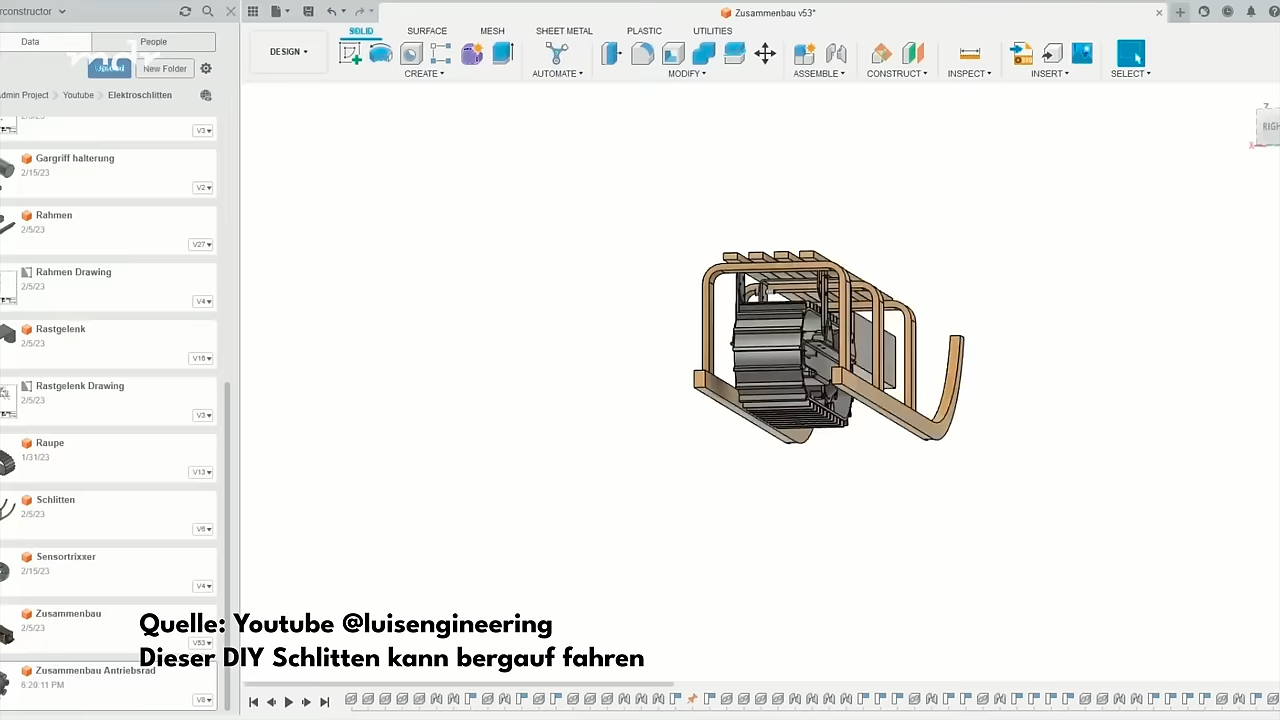 rconstructor
Zusammenbau v53*
Data
People
Upload
New Folder
dmin Project
Youtube
Elektroschlitten
V3
Gargriff halterung
2/15/23
V2
Rahmen
2/5/23
V27
Rahmen Drawing
2/5/23
V4
Rastgelenk
2/5/23
V16
Rastgelenk Drawing
2/5/23
V3
Raupe
1/31/23
V13
Schlitten
2/5/23
V6
Sensortrixxer
2/15/23
V4
Zusammenbau
2/5/23
V53
Zusammenbau Antriebsrad
6:20:11 PM
V8
DESIGN
SOLID
SURFACE
MESH
SHEET METAL
PLASTIC
UTILITIES
CREATE
AUTOMATE
MODIFY
ASSEMBLE
CONSTRUCT
INSPECT
INSERT
SELECT
Z
RIGH
X
Quelle: Youtube @luisengineering
Dieser DIY Schlitten kann bergauf fahren